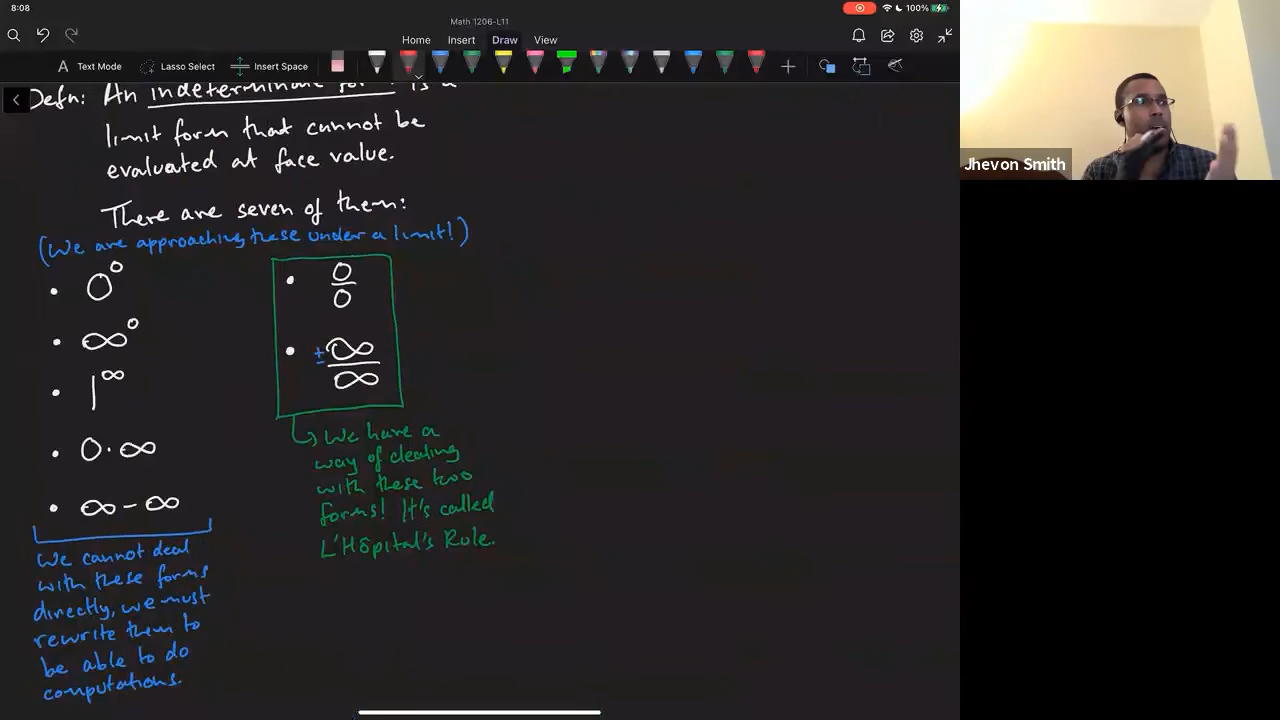 8:08
100%
Math 1206-L11
Home Insert Draw View
Text Mode Lasso Select Insert Space
Defn: An indeterminate form is a
limit form that cannot be
evaluated at face value.
There are seven of them:
(We are approaching these under a limit!)
• 0⁰
• ∞⁰
• 1^∞
• 0·∞
• ∞-∞
We cannot deal
with these forms
directly, we must
rewrite them to
be able to do
computations.
• 0/0
• ±∞/∞
We have a
way of dealing
with these two
forms! It's called
L'Hôpital's Rule.
Jhevon Smith